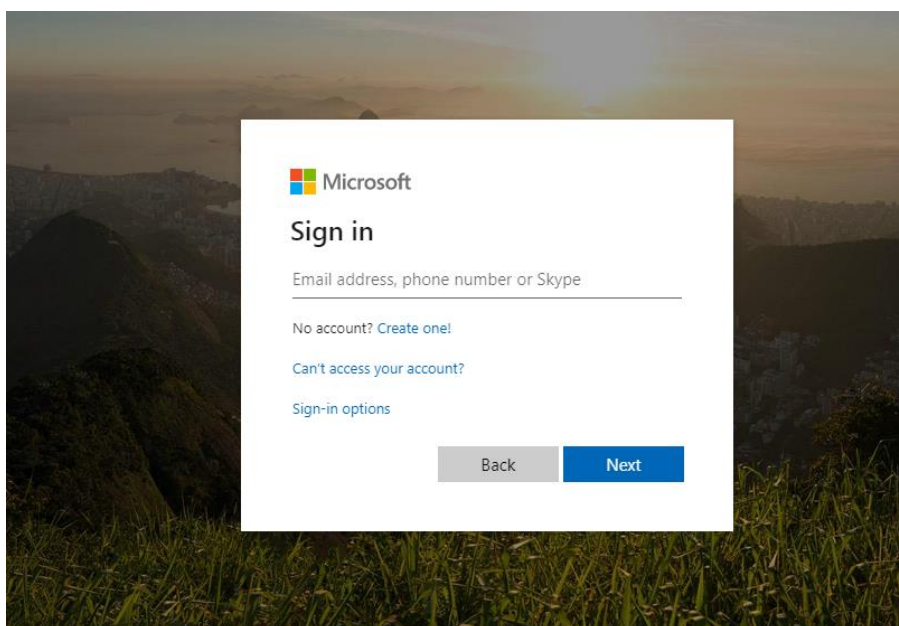 Microsoft
Sign in
Email address, phone number or Skype
No account? Create one!
Can't access your account?
Sign-in options
Back Next